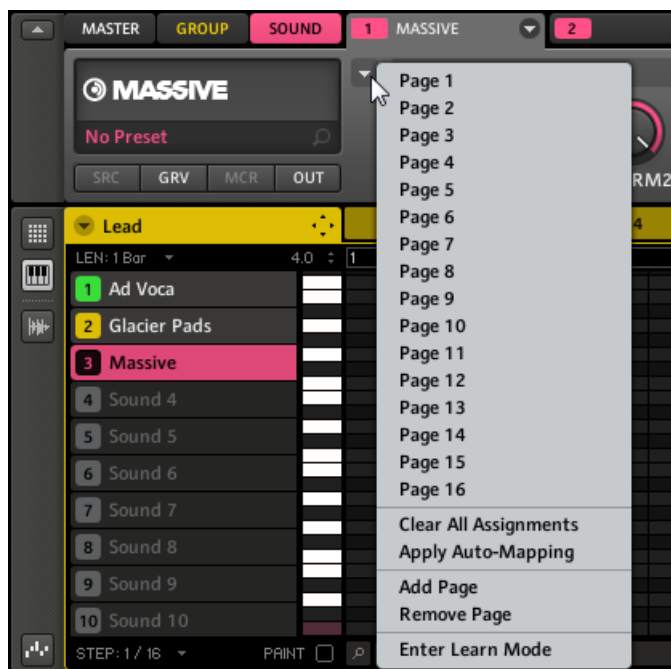 MASTER GROUP SOUND 1 MASSIVE 2
MASSIVE
No Preset
SRC GRV MCR OUT
RM2
Lead
4
LEN: 1 Bar 4.0 1
1 Ad Voca
2 Glacier Pads
3 Massive
4 Sound 4
5 Sound 5
6 Sound 6
7 Sound 7
8 Sound 8
9 Sound 9
10 Sound 10
STEP: 1 / 16 PAINT
Page 1
Page 2
Page 3
Page 4
Page 5
Page 6
Page 7
Page 8
Page 9
Page 10
Page 11
Page 12
Page 13
Page 14
Page 15
Page 16
Clear All Assignments
Apply Auto-Mapping
Add Page
Remove Page
Enter Learn Mode